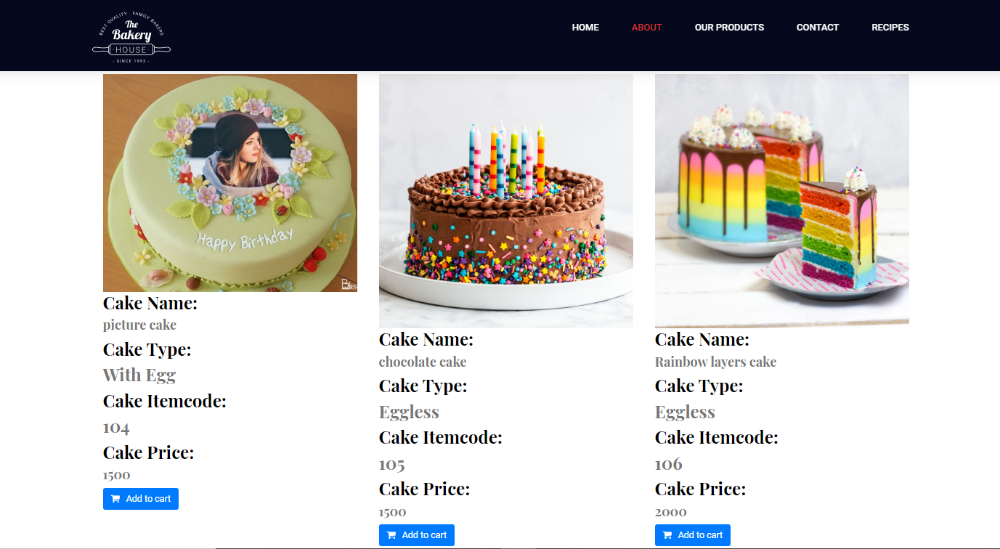 BEST QUALITY · FAMILY BAKERS
The
Bakery
· HOUSE ·
- SINCE 1993 -
HOME
ABOUT
OUR PRODUCTS
CONTACT
RECIPES
Happy Birthday
Cake Name:
picture cake
Cake Type:
With Egg
Cake Itemcode:
104
Cake Price:
1500
Add to cart
Cake Name:
chocolate cake
Cake Type:
Eggless
Cake Itemcode:
105
Cake Price:
1500
Add to cart
Cake Name:
Rainbow layers cake
Cake Type:
Eggless
Cake Itemcode:
106
Cake Price:
2000
Add to cart